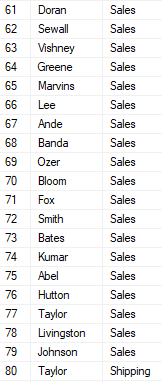 61 Doran Sales
62 Sewall Sales
63 Vishney Sales
64 Greene Sales
65 Marvins Sales
66 Lee Sales
67 Ande Sales
68 Banda Sales
69 Ozer Sales
70 Bloom Sales
71 Fox Sales
72 Smith Sales
73 Bates Sales
74 Kumar Sales
75 Abel Sales
76 Hutton Sales
77 Taylor Sales
78 Livingston Sales
79 Johnson Sales
80 Taylor Shipping